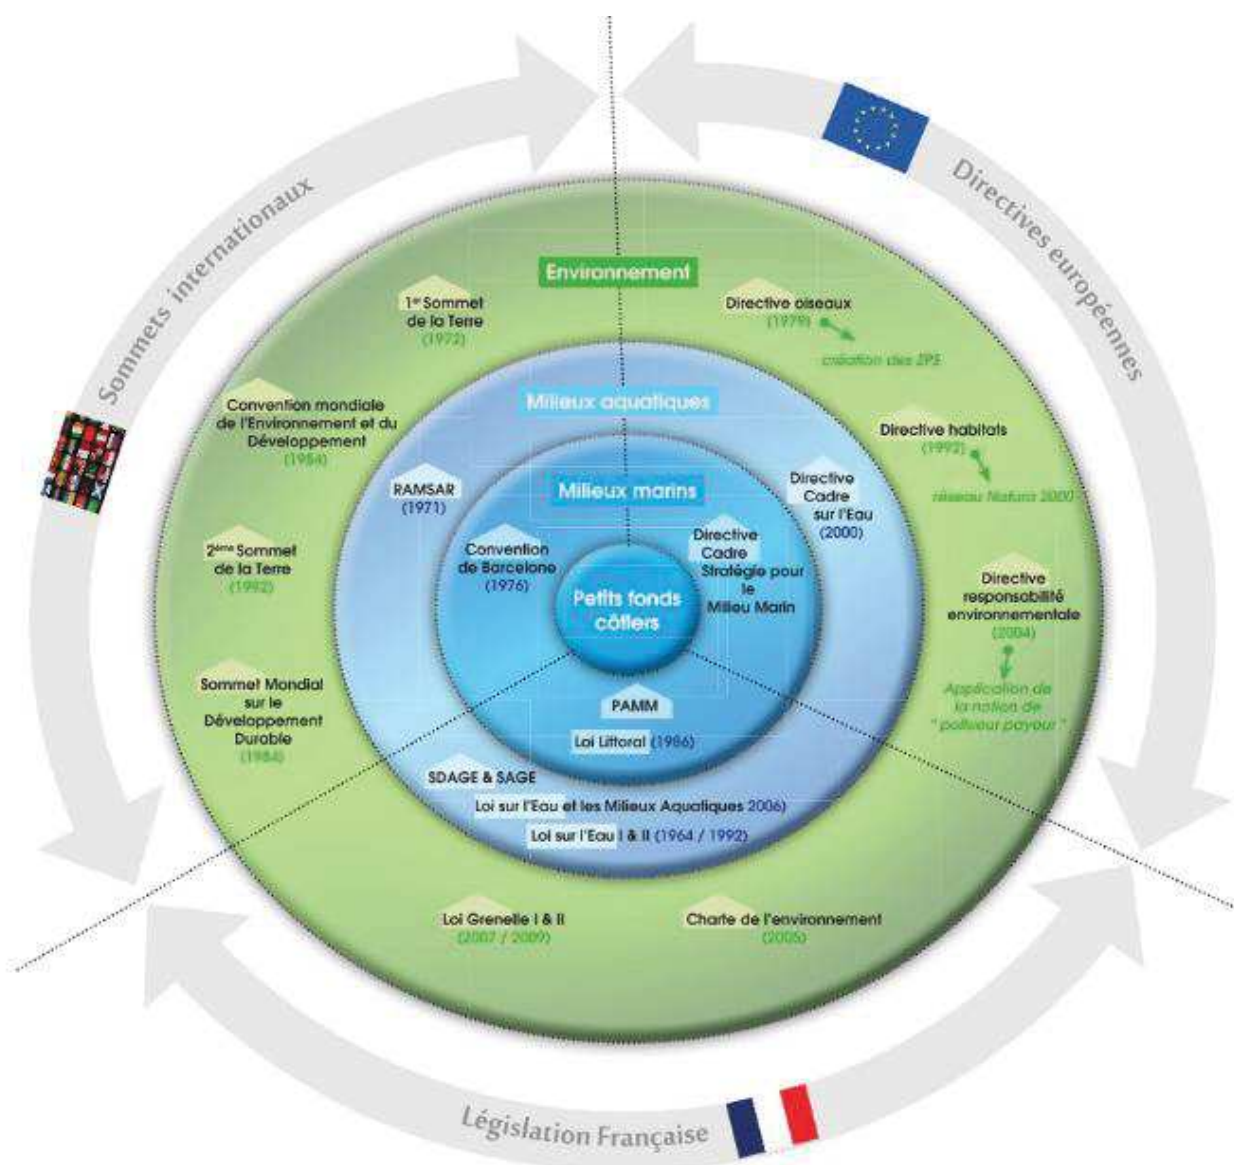 Sommets internationaux
Directives européennes
Environnement
1er Sommet
de la Terre
(1972)
Directive oiseaux
(1979)
création des ZPS
Convention mondiale
de l'Environnement et du
Développement
(1984)
Milieux aquatiques
Directive habitats
(1992)
réseau Natura 2000
RAMSAR
(1971)
Milieux marins
Directive
Cadre
sur l'Eau
(2000)
2ème Sommet
de la Terre
(1992)
Convention
de Barcelone
(1976)
Directive
Cadre
Stratégie pour
le
Milieu Marin
Petits fonds
côtiers
Directive
responsabilité
environnementale
(2004)
Application de
la notion de
"pollueur payeur"
Sommet Mondial
sur le
Développement
Durable
(1984)
PAMM
Loi Littoral (1986)
SDAGE & SAGE
Loi sur l'Eau et les Milieux Aquatiques 2006)
Loi sur l'Eau I & II (1964 / 1992)
Loi Grenelle I & II
(2007 / 2009)
Charte de l'environnement
(2005)
Législation Française